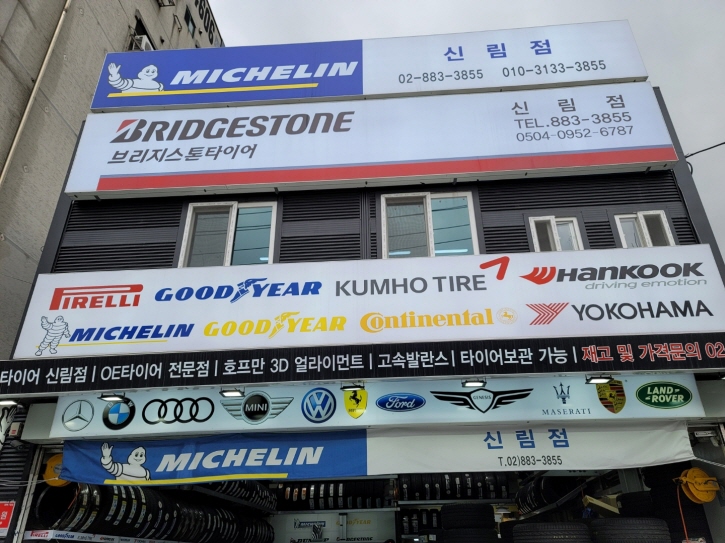 MICHELIN 신림점
02-883-3855 010-3133-3855
BRIDGESTONE
브리지스톤타이어
신림점
TEL.883-3855
0504-0952-6787
PIRELLI GOODYEAR KUMHO TIRE HANKOOK
driving emotion
MICHELIN GOODYEAR Continental YOKOHAMA
타이어 신림점 | OE타이어 전문점 | 호프만 3D 얼라이먼트 | 고속발란스 | 타이어보관 가능 | 재고 및 가격문의 02-
MINI Ford GENESIS MASERATI LAND ROVER
MICHELIN 신림점
T.02)883-3855